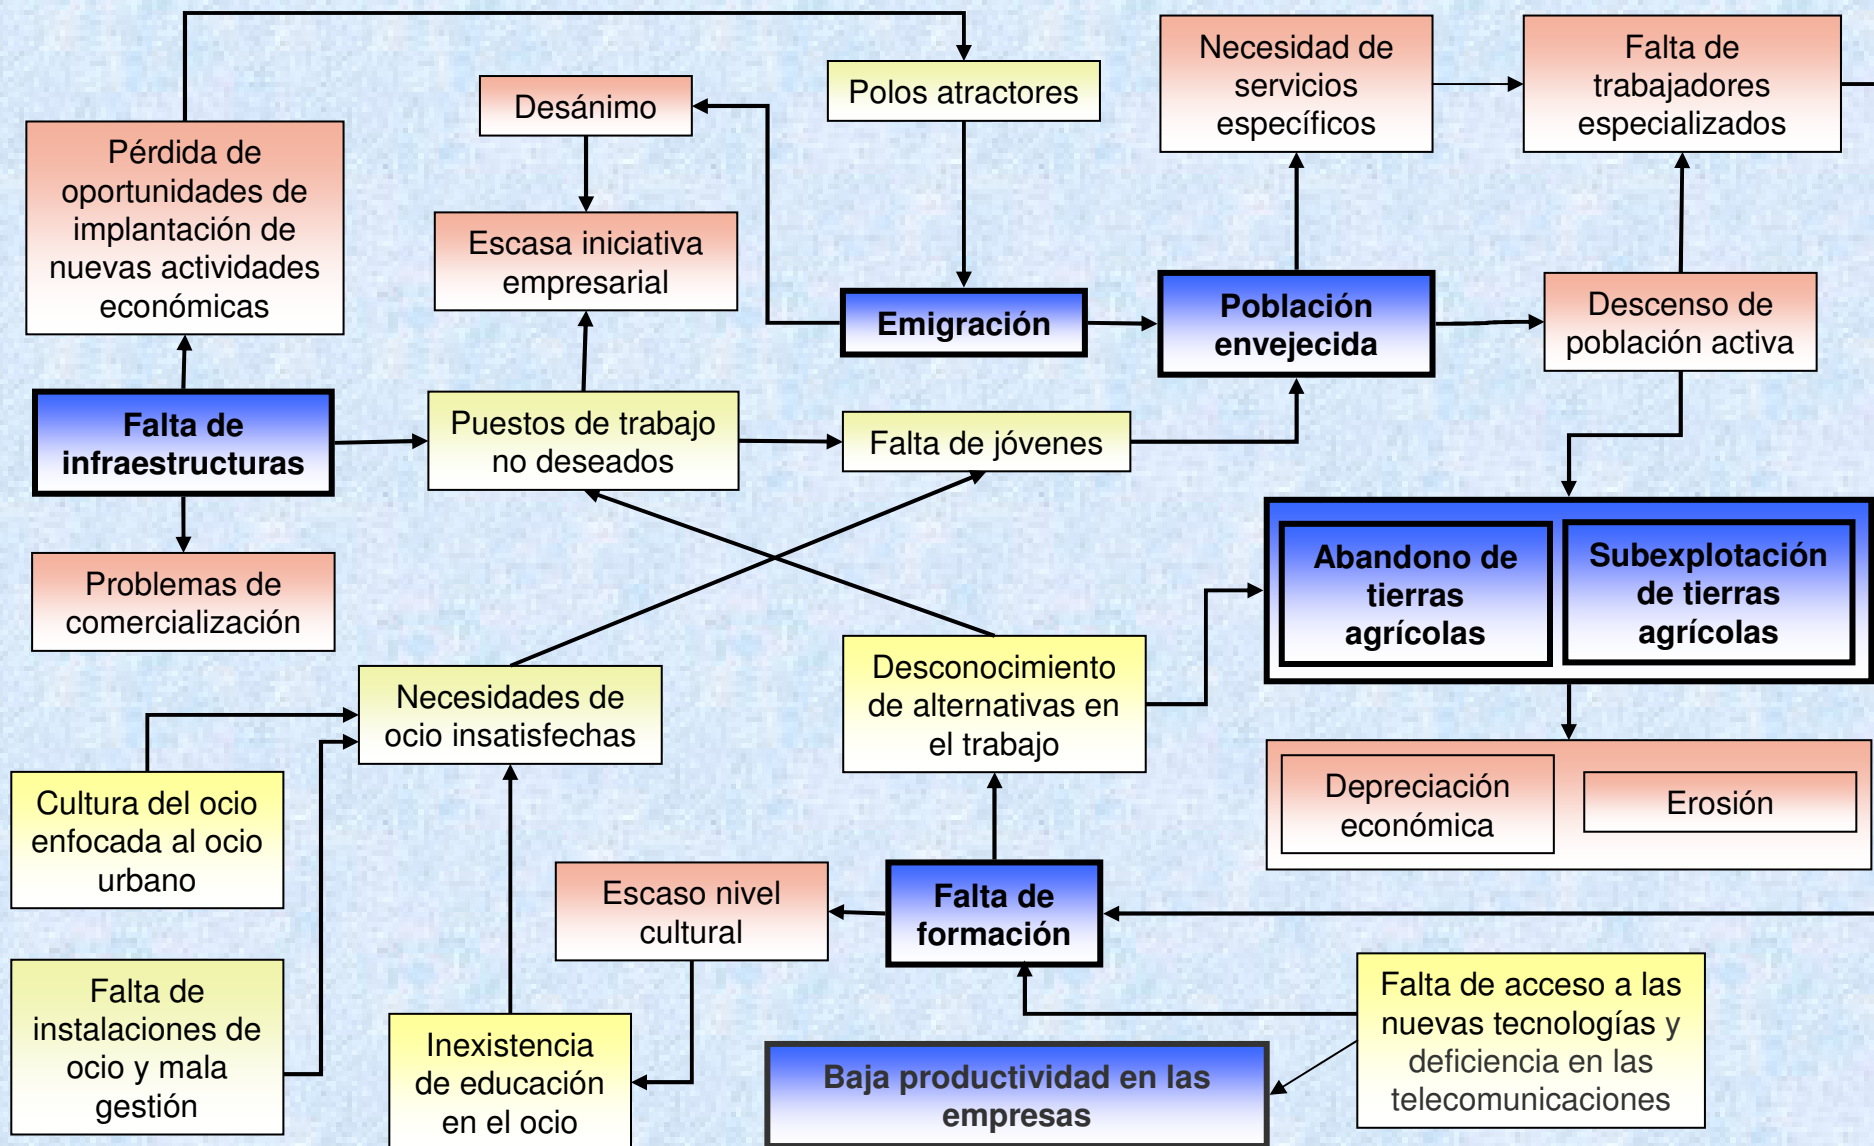 Necesidad de
servicios
específicos
Falta de
trabajadores
especializados
Polos atractores
Desánimo
Pérdida de
oportunidades de
implantación de
nuevas actividades
económicas
Escasa iniciativa
empresarial
Emigración
Población
envejecida
Descenso de
población activa
Falta de
infraestructuras
Puestos de trabajo
no deseados
Falta de jóvenes
Abandono de
tierras
agrícolas
Subexplotación
de tierras
agrícolas
Problemas de
comercialización
Necesidades de
ocio insatisfechas
Desconocimiento
de alternativas en
el trabajo
Cultura del ocio
enfocada al ocio
urbano
Depreciación
económica
Erosión
Escaso nivel
cultural
Falta de
formación
Falta de
instalaciones de
ocio y mala
gestión
Inexistencia
de educación
en el ocio
Baja productividad en las
empresas
Falta de acceso a las
nuevas tecnologías y
deficiencia en las
telecomunicaciones